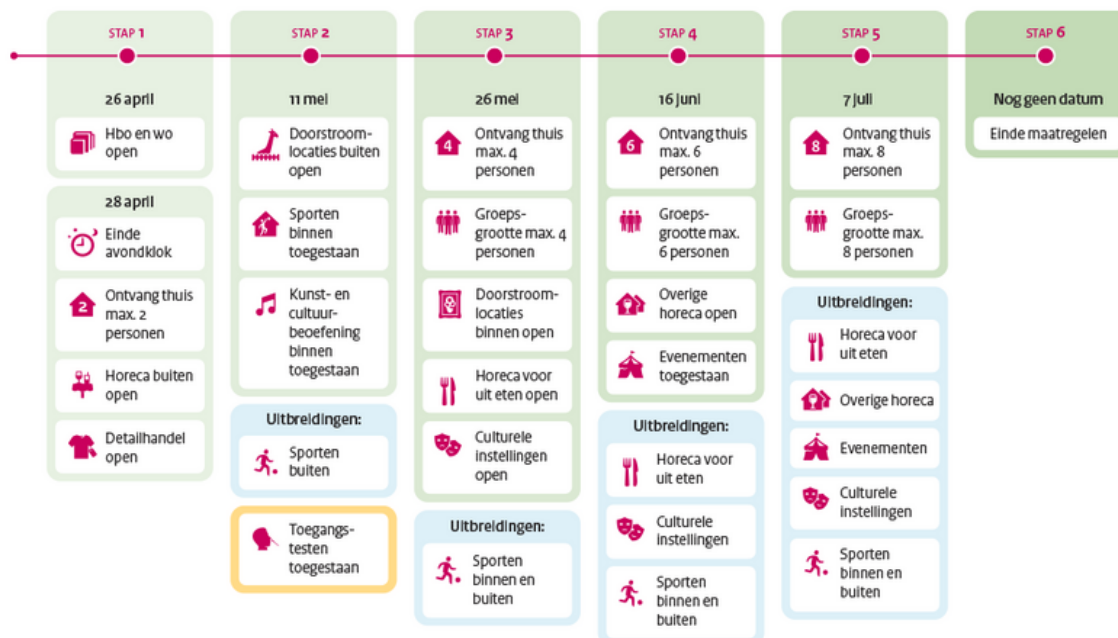 STAP 1
26 april
Hbo en wo
open
28 april
Einde
avondklok
2
Ontvang thuis
max. 2
personen
Horeca buiten
open
Detailhandel
open
STAP 2
11 mei
Doorstroom-
locaties buiten
open
Sporten
binnen
toegestaan
Kunst- en
cultuur-
beoefening
binnen
toegestaan
Uitbreidingen:
Sporten
buiten
Toegangs-
testen
toegestaan
STAP 3
26 mei
4
Ontvang thuis
max. 4
personen
Groeps-
grootte max. 4
personen
Doorstroom-
locaties
binnen open
Horeca voor
uit eten open
Culturele
instellingen
open
Uitbreidingen:
Sporten
binnen en
buiten
STAP 4
16 juni
6
Ontvang thuis
max. 6
personen
Groeps-
grootte max.
6 personen
Overige
horeca open
Evenementen
toegestaan
Uitbreidingen:
Horeca voor
uit eten
Culturele
instellingen
Sporten
binnen en
buiten
STAP 5
7 juli
8
Ontvang thuis
max. 8
personen
Groeps-
grootte max.
8 personen
Uitbreidingen:
Horeca voor
uit eten
Overige horeca
Evenementen
Culturele
instellingen
Sporten
binnen en
buiten
STAP 6
Nog geen datum
Einde maatregelen